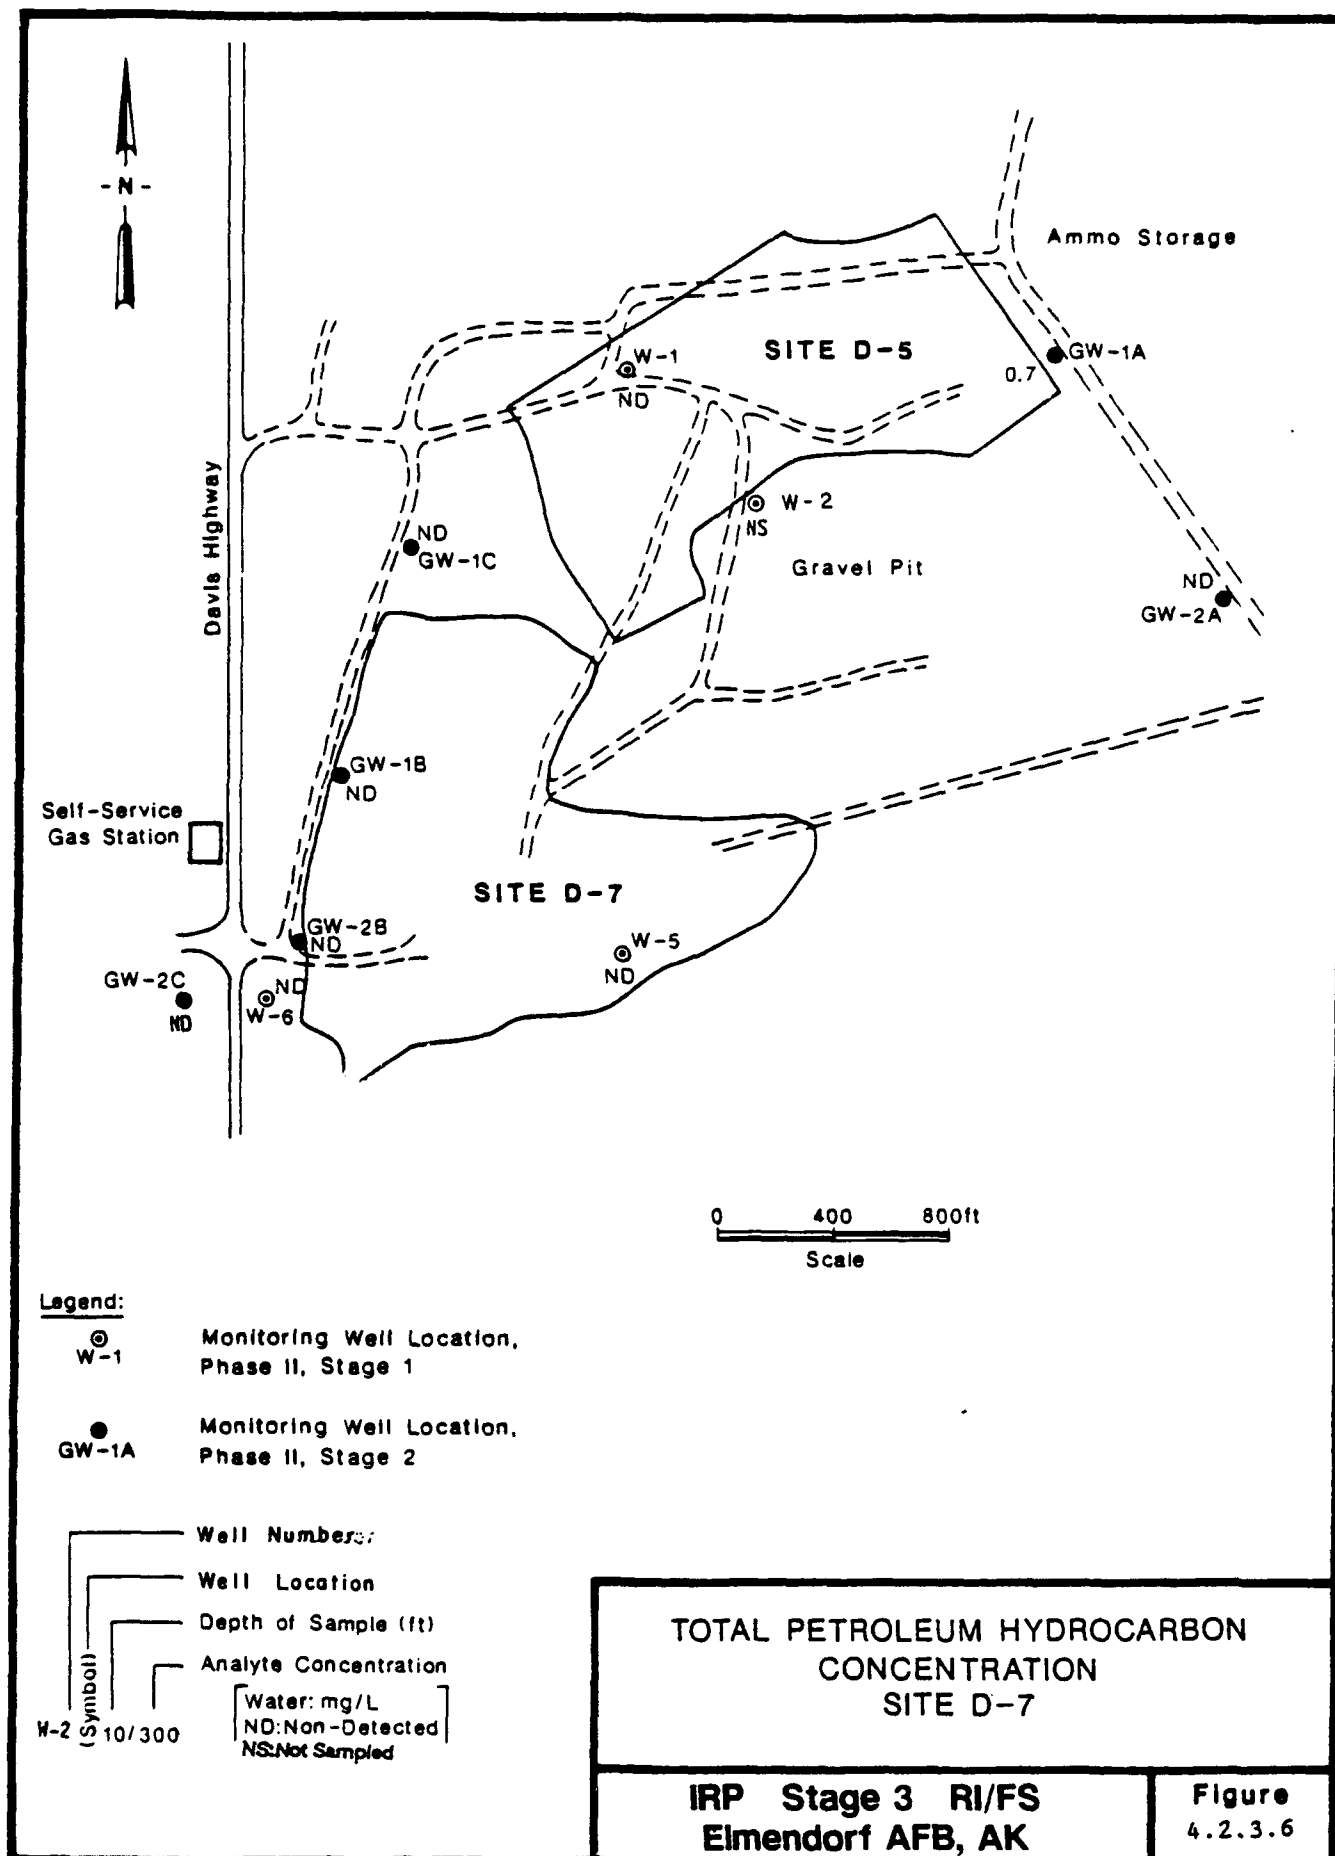 - N -
Ammo Storage
SITE D-5
W-1
ND
GW-1A
0.7
W-2
NS
Gravel Pit
Davis Highway
ND
GW-1C
ND
GW-2A
GW-1B
ND
Self-Service
Gas Station
SITE D-7
GW-2B
ND
W-5
ND
GW-2C
ND
ND
W-6
0 400 800ft
Scale
Legend:
W-1
Monitoring Well Location,
Phase II, Stage 1
GW-1A
Monitoring Well Location,
Phase II, Stage 2
Well Number
Well Location
Depth of Sample (ft)
Analyte Concentration
Water: mg/L
ND:Non-Detected
NS:Not Sampled
W-2 (Symbol) 10/300
TOTAL PETROLEUM HYDROCARBON
CONCENTRATION
SITE D-7
IRP Stage 3 RI/FS
Elmendorf AFB, AK
Figure
4.2.3.6